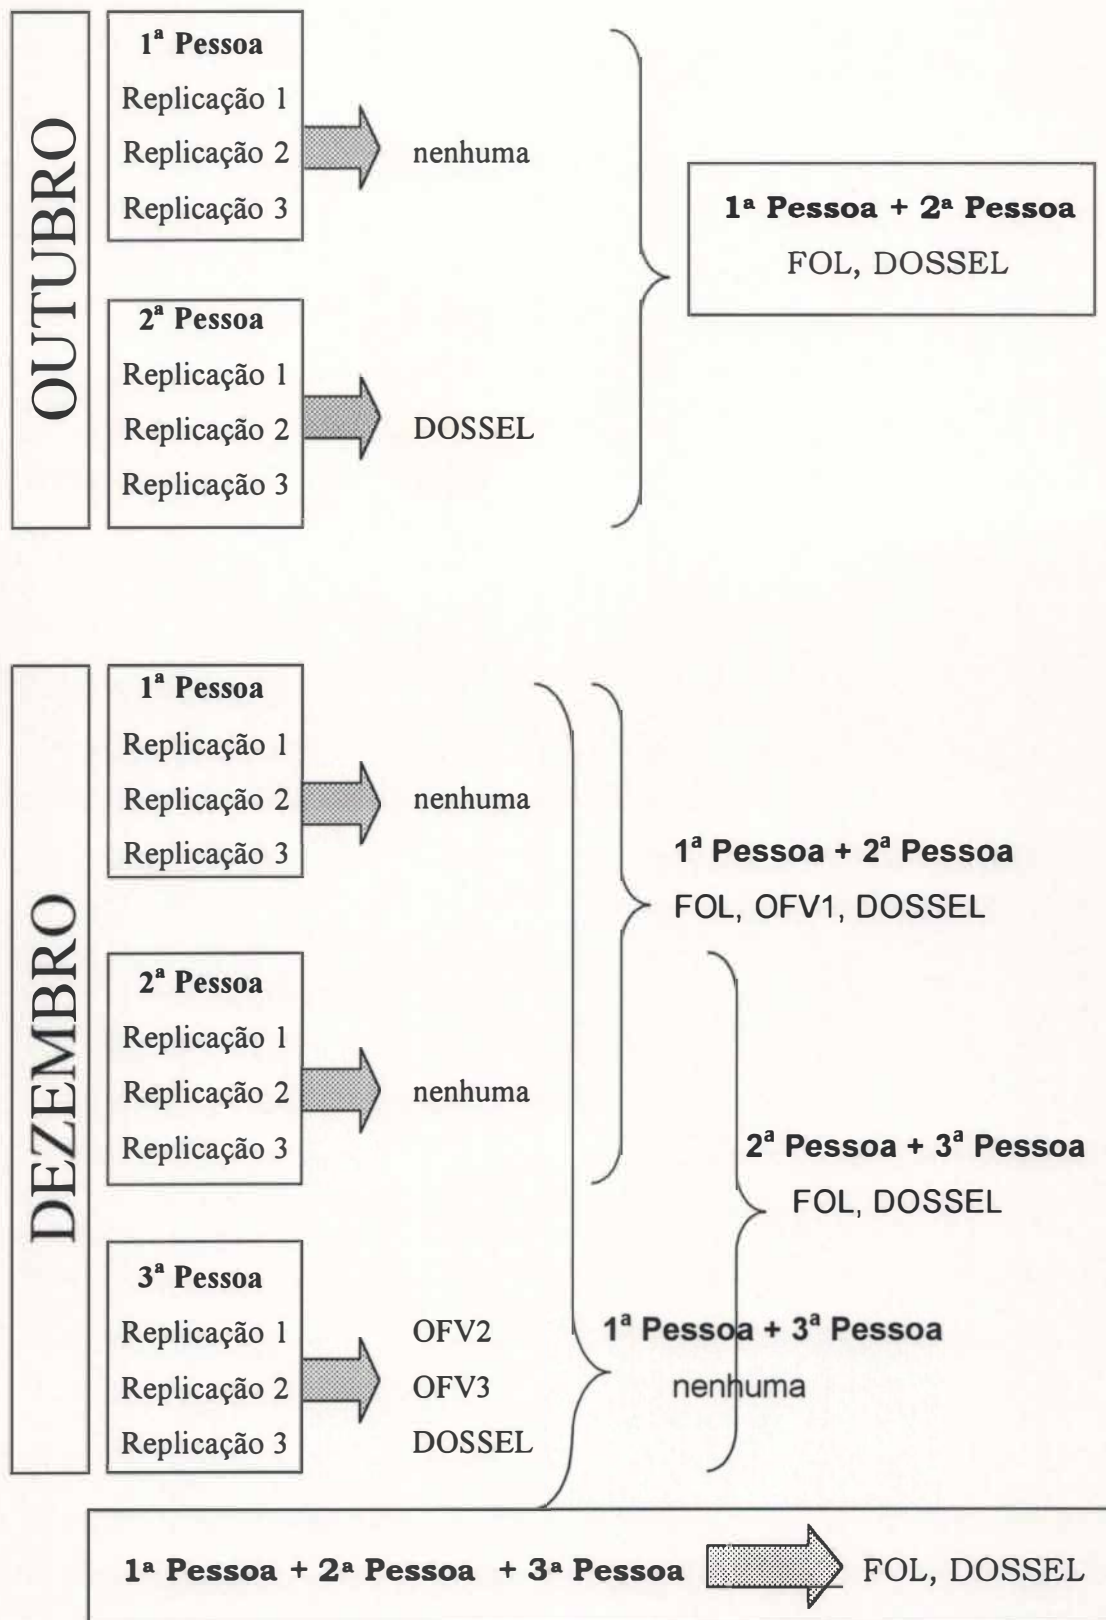 OUTUBRO
1ª Pessoa
Replicação 1
Replicação 2
Replicação 3
nenhuma
2ª Pessoa
Replicação 1
Replicação 2
Replicação 3
DOSSEL
1ª Pessoa + 2ª Pessoa
FOL, DOSSEL
DEZEMBRO
1ª Pessoa
Replicação 1
Replicação 2
Replicação 3
nenhuma
2ª Pessoa
Replicação 1
Replicação 2
Replicação 3
nenhuma
3ª Pessoa
Replicação 1
Replicação 2
Replicação 3
OFV2
OFV3
DOSSEL
1ª Pessoa + 2ª Pessoa
FOL, OFV1, DOSSEL
2ª Pessoa + 3ª Pessoa
FOL, DOSSEL
1ª Pessoa + 3ª Pessoa
nenhuma
1ª Pessoa + 2ª Pessoa + 3ª Pessoa
FOL, DOSSEL